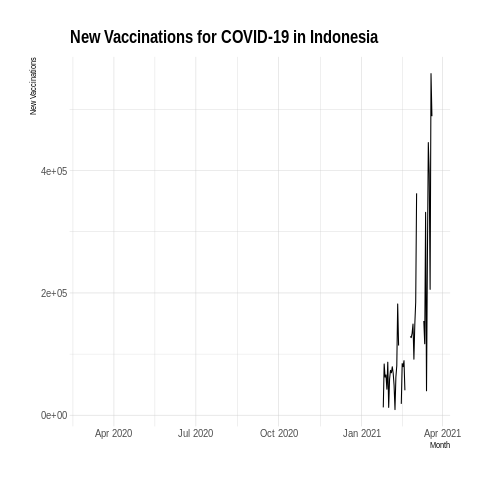 New Vaccinations for COVID-19 in Indonesia
New Vaccinations
4e+05
2e+05
0e+00
Apr 2020 Jul 2020 Oct 2020 Jan 2021 Apr 2021
Month